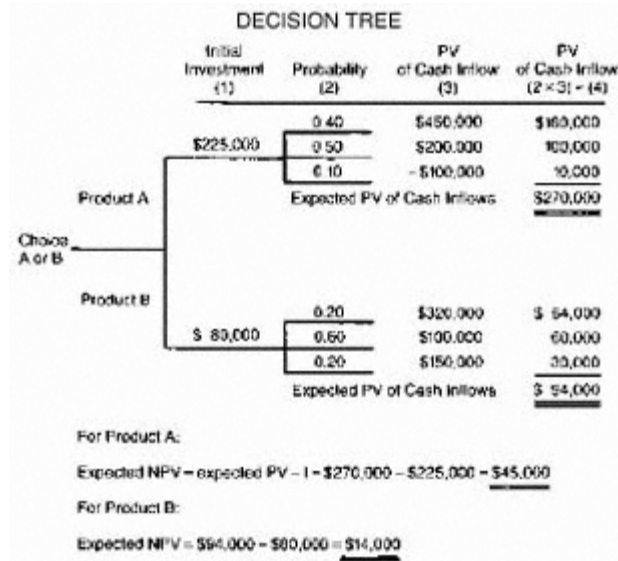 DECISION TREE
Initial Investment (1) Probability (2) PV of Cash Inflow (3) PV of Cash Inflow (2 × 3) = (4)
0.40 $450,000 $180,000
$225,000 0.50 $200,000 100,000
0.10 - $100,000 10,000
Product A Expected PV of Cash Inflows $270,000
Choice
A or B
Product B
0.20 $320,000 $ 64,000
$ 80,000 0.60 $100,000 60,000
0.20 $150,000 30,000
Expected PV of Cash Inflows $ 94,000
For Product A:
Expected NPV = expected PV - I = $270,000 - $225,000 = $45,000
For Product B:
Expected NPV = $94,000 - $80,000 = $14,000